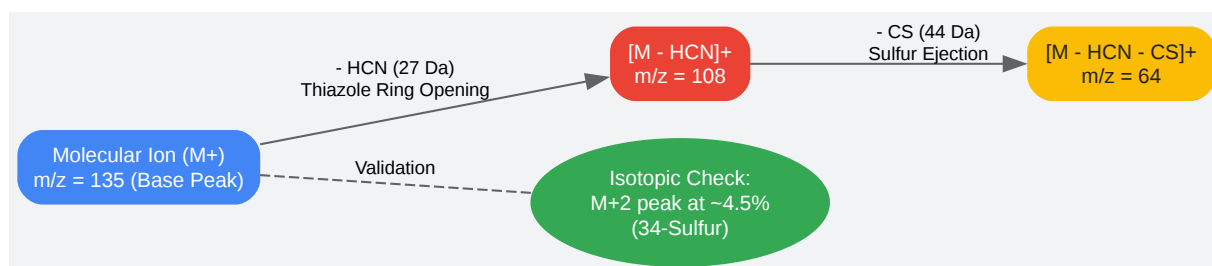 - CS (44 Da)
Sulfur Ejection
[M - HCN]+
m/z = 108
[M - HCN - CS]+
m/z = 64
- HCN (27 Da)
Thiazole Ring Opening
Molecular Ion (M+)
m/z = 135 (Base Peak)
Validation
Isotopic Check:
M+2 peak at ~4.5%
(34-Sulfur)